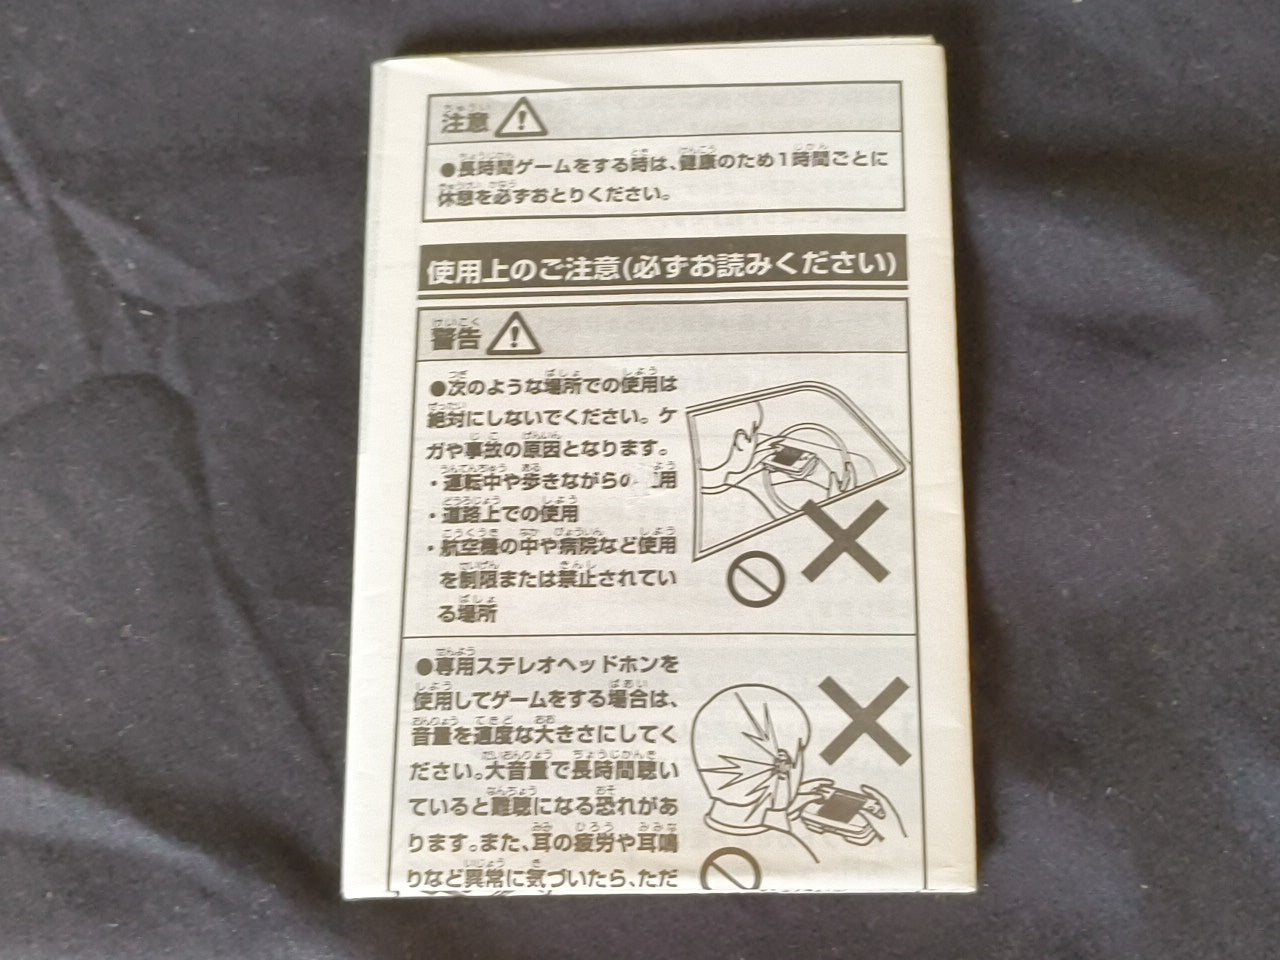 注意
●長時間ゲームをする時は、健康のため1時間ごとに
休憩を必ずおとりください。
使用上のご注意(必ずお読みください)
警告
●次のような場所での使用は
絶対にしないでください。ケ
ガや事故の原因となります。
・運転中や歩きながらの 用
・道路上での使用
・航空機の中や病院など使用
を制限または禁止されてい
る場所
●専用ステレオヘッドホンを
使用してゲームをする場合は、
音量を適度な大きさにしてく
ださい。大音量で長時間聴い
ていると難聴になる恐れがあ
ります。また、耳の疲労や耳鳴
りなど異常に気づいたら、ただ